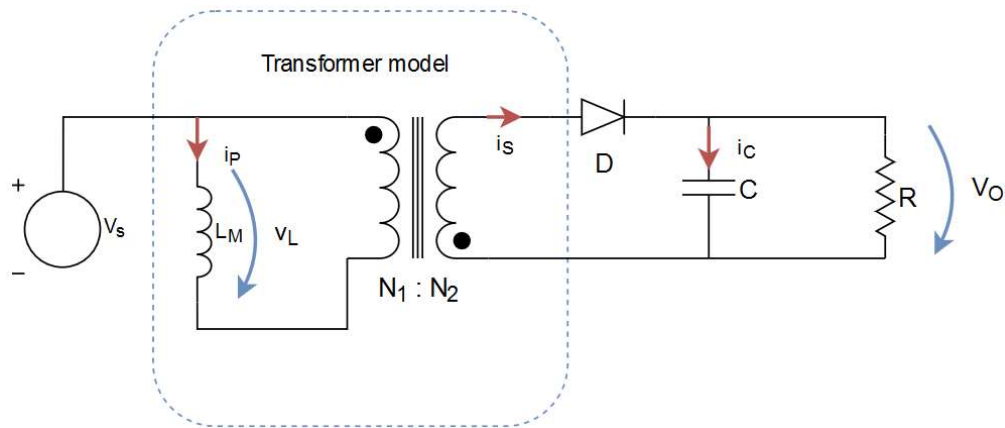 Transformer model
+
Vs
–
iP
LM
vL
N1 : N2
iS
D
iC
C
R
VO